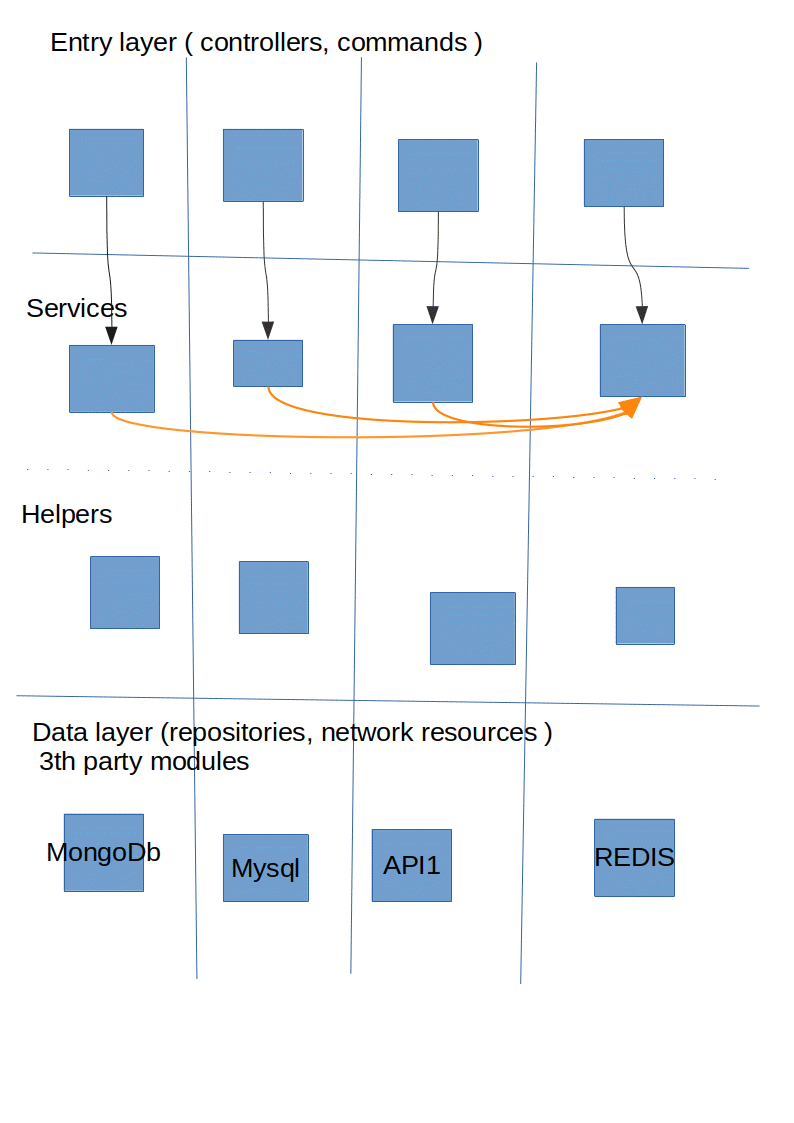 Entry layer ( controllers, commands )
Services
Helpers
Data layer (repositories, network resources )
3th party modules
MongoDb
Mysql
API1
REDIS